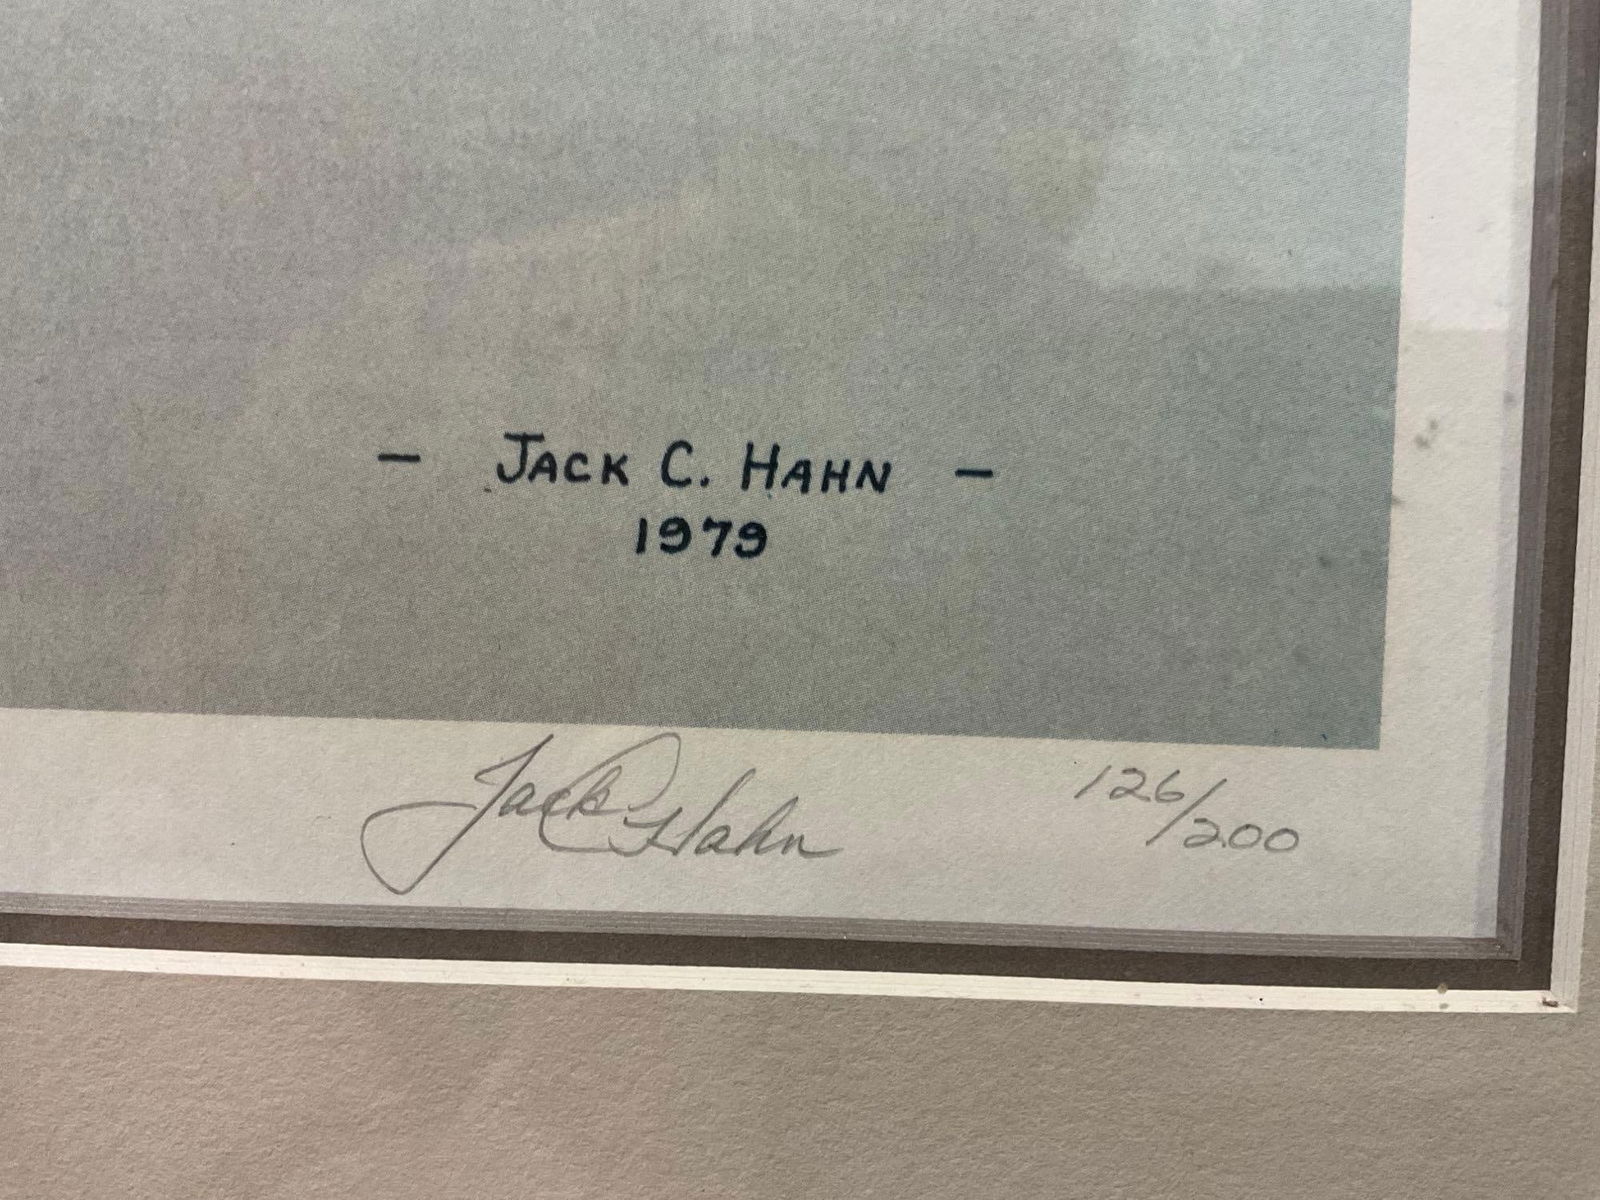 - JACK C. HAHN -
1979
Jack C Hahn 126/200